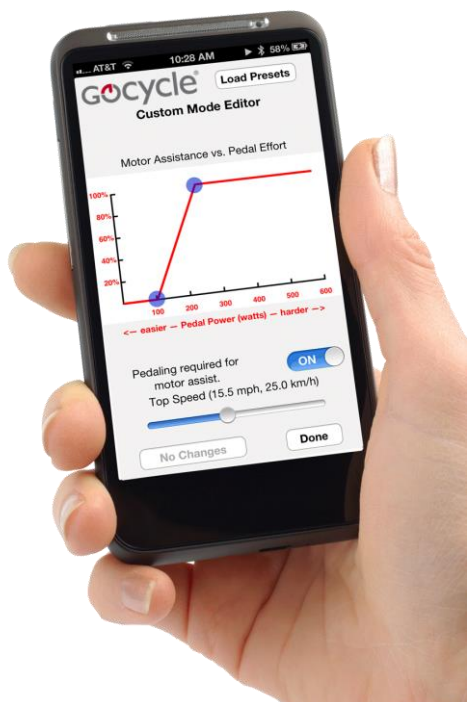 AT&T 10:28 AM 58%
GOCYCLE®
Load Presets
Custom Mode Editor
Motor Assistance vs. Pedal Effort
100%
80%
60%
40%
20%
100 200 300 400 500 600
<— easier — Pedal Power (watts) — harder —>
Pedaling required for
motor assist.
ON
Top Speed (15.5 mph, 25.0 km/h)
No Changes
Done